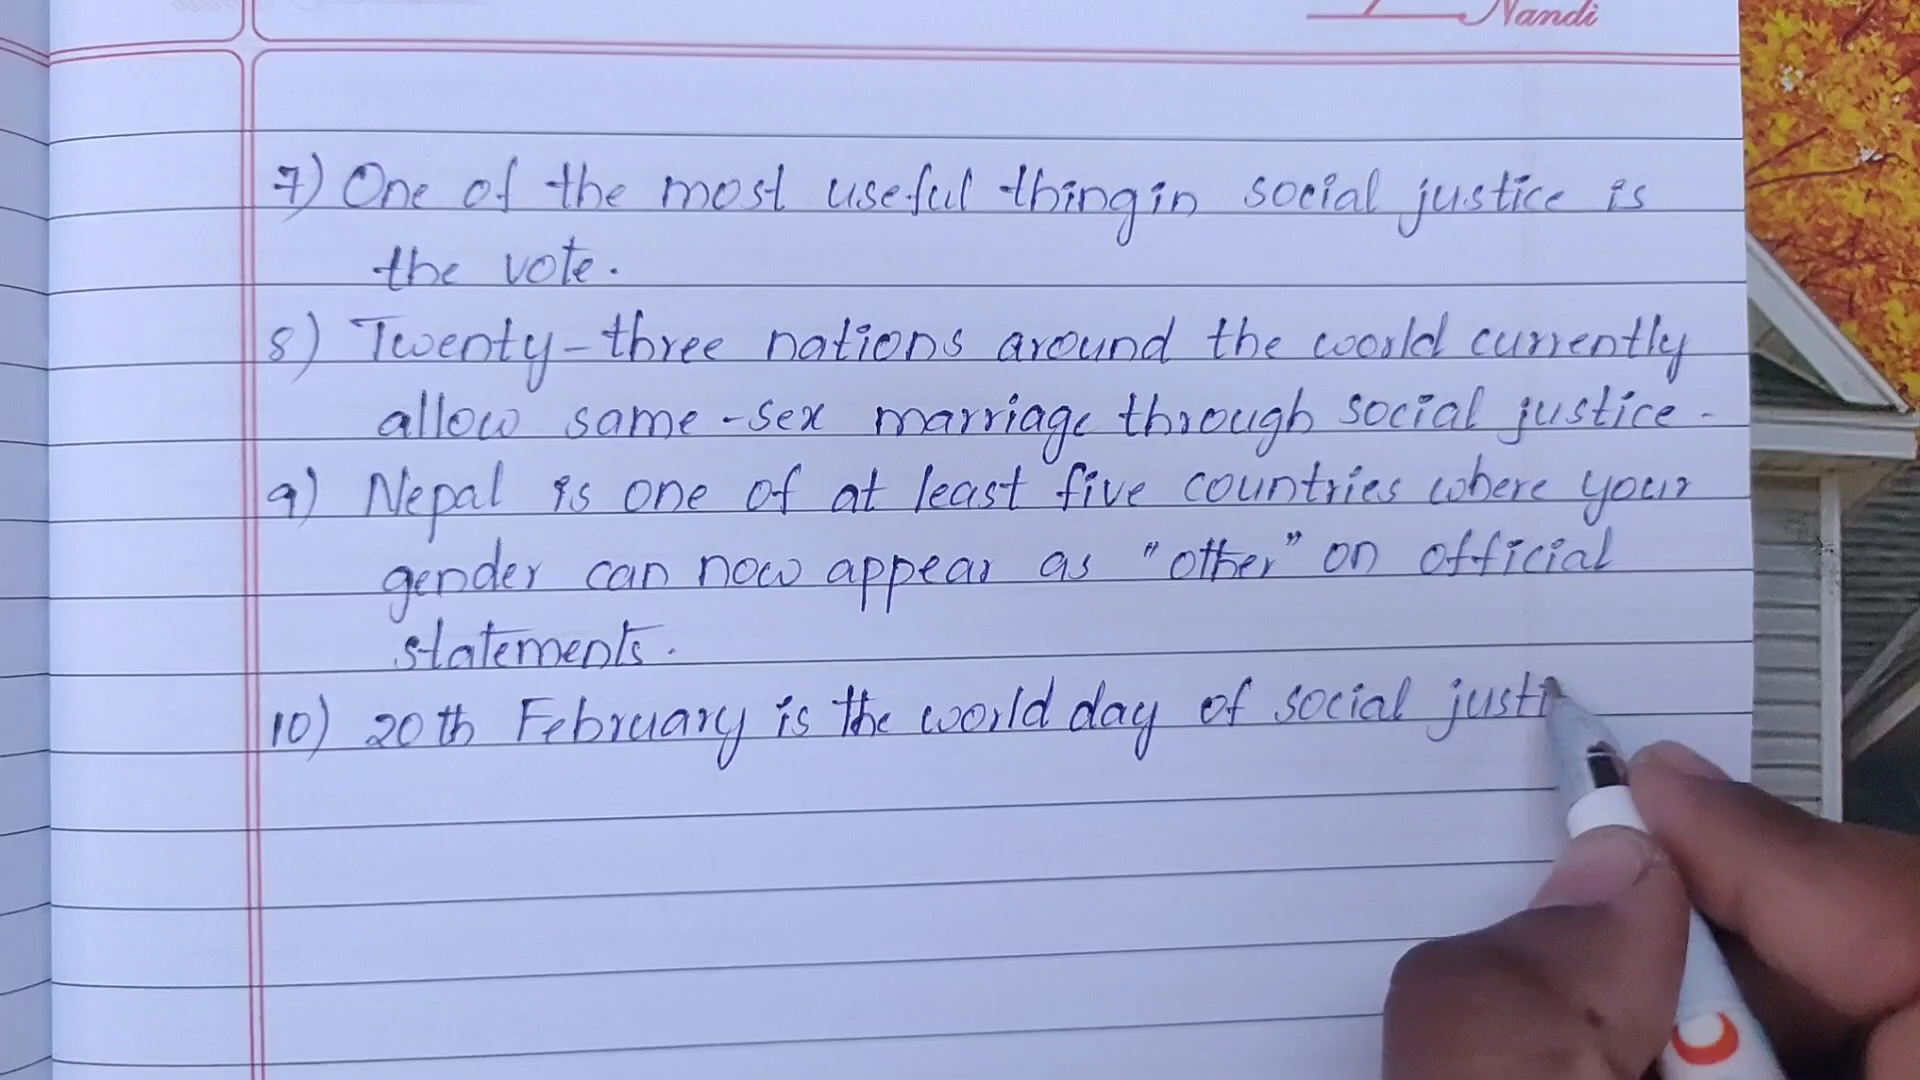 Nandi
7) One of the most useful thing in social justice is
the vote.
8) Twenty-three nations around the world currently
allow same-sex marriage through social justice.
9) Nepal is one of at least five countries where your
gender can now appear as "other" on official
statements.
10) 20th February is the world day of social justi